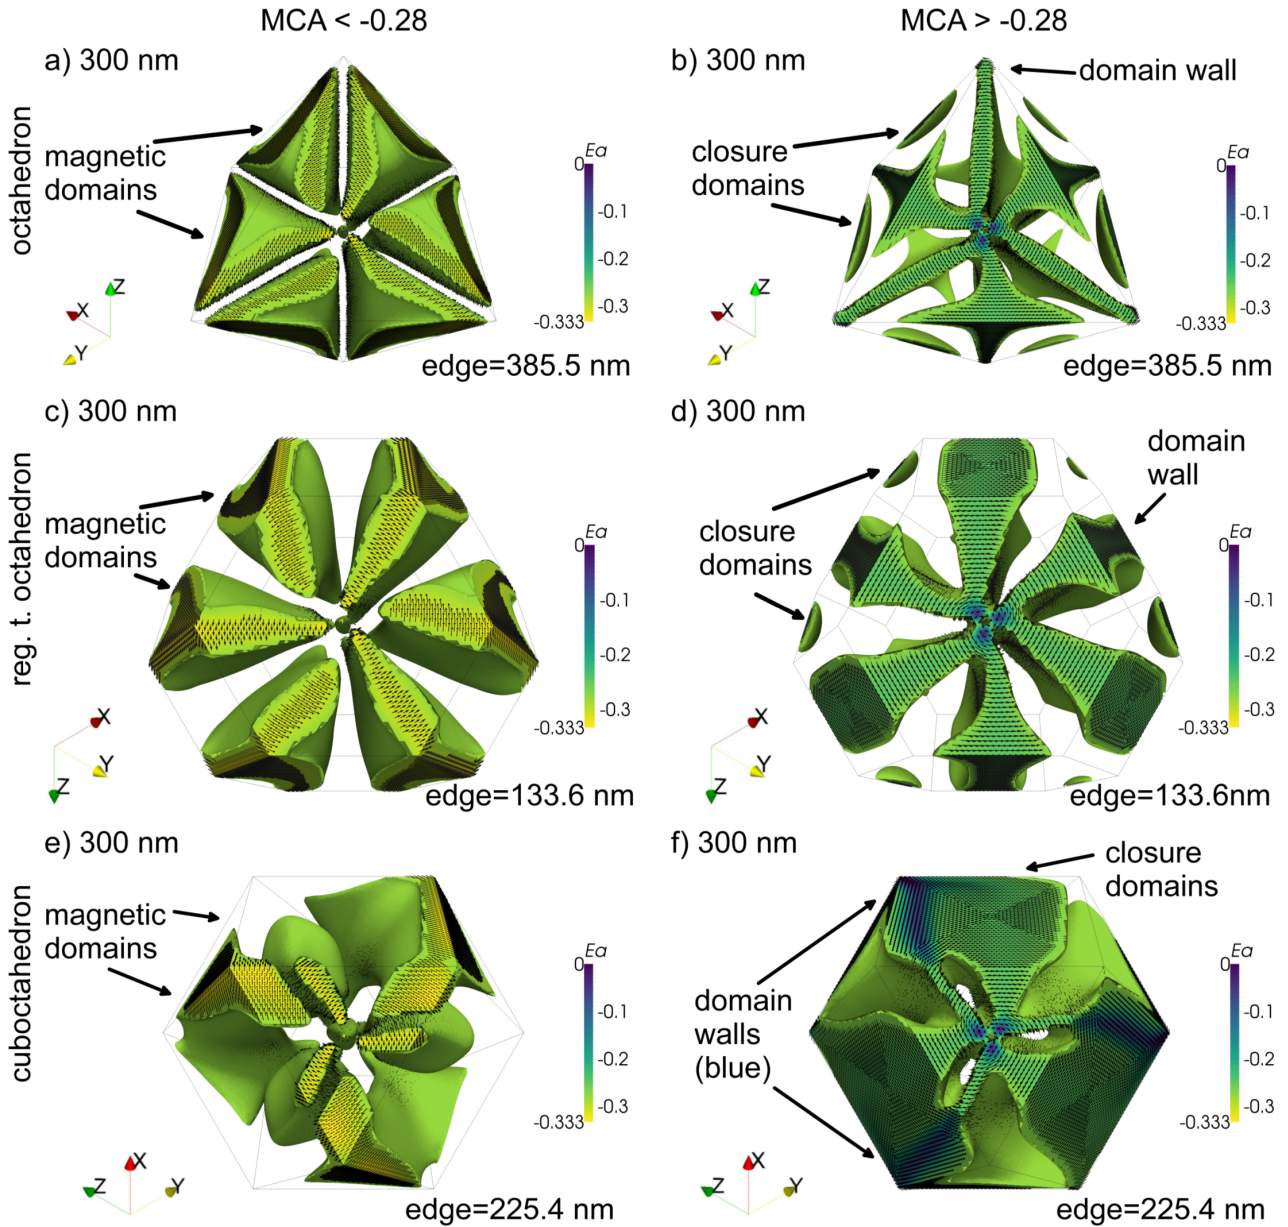 MCA < -0.28
MCA > -0.28
a) 300 nm
octahedron
magnetic
domains
0 Ea
-0.1
-0.2
-0.3
-0.333
X
Z
Y
edge=385.5 nm
b) 300 nm
domain wall
closure
domains
0 Ea
-0.1
-0.2
-0.3
-0.333
X
Z
Y
edge=385.5 nm
c) 300 nm
reg. t. octahedron
magnetic
domains
0 Ea
-0.1
-0.2
-0.3
-0.333
X
Y
Z
edge=133.6 nm
d) 300 nm
domain
wall
closure
domains
0 Ea
-0.1
-0.2
-0.3
-0.333
X
Y
Z
edge=133.6nm
e) 300 nm
cuboctahedron
magnetic
domains
0 Ea
-0.1
-0.2
-0.3
-0.333
X
Z
Y
edge=225.4 nm
f) 300 nm
closure
domains
domain
walls
(blue)
0 Ea
-0.1
-0.2
-0.3
-0.333
X
Z
Y
edge=225.4 nm